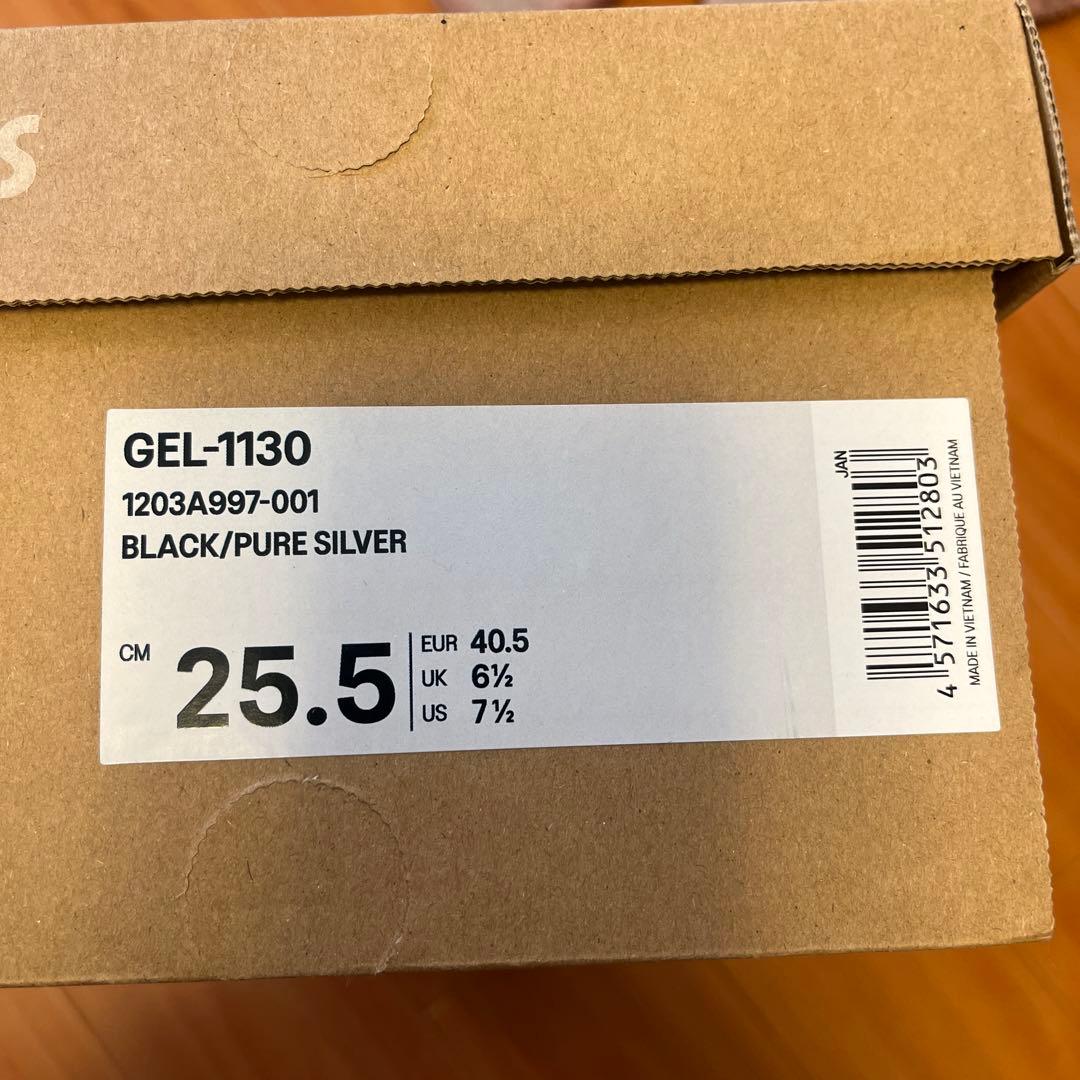 s
GEL-1130
1203A997-001
BLACK/PURE SILVER
CM 25.5
EUR 40.5
UK 6½
US 7½
JAN
4 571633 512803
MADE IN VIETNAM / FABRIQUE AU VIETNAM